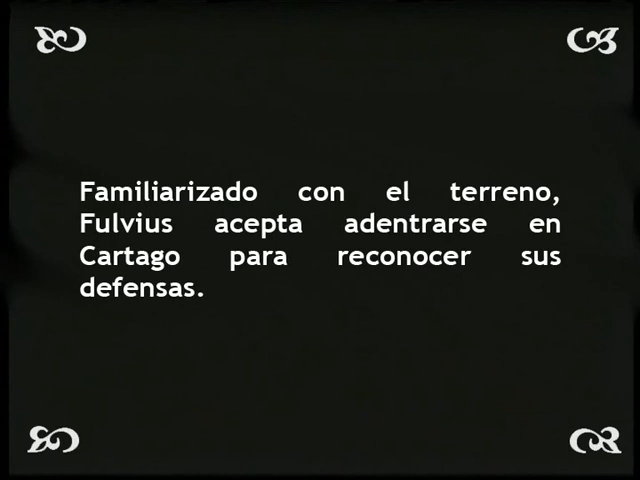 Familiarizado con el terreno,
Fulvius acepta adentrarse en
Cartago para reconocer sus
defensas.